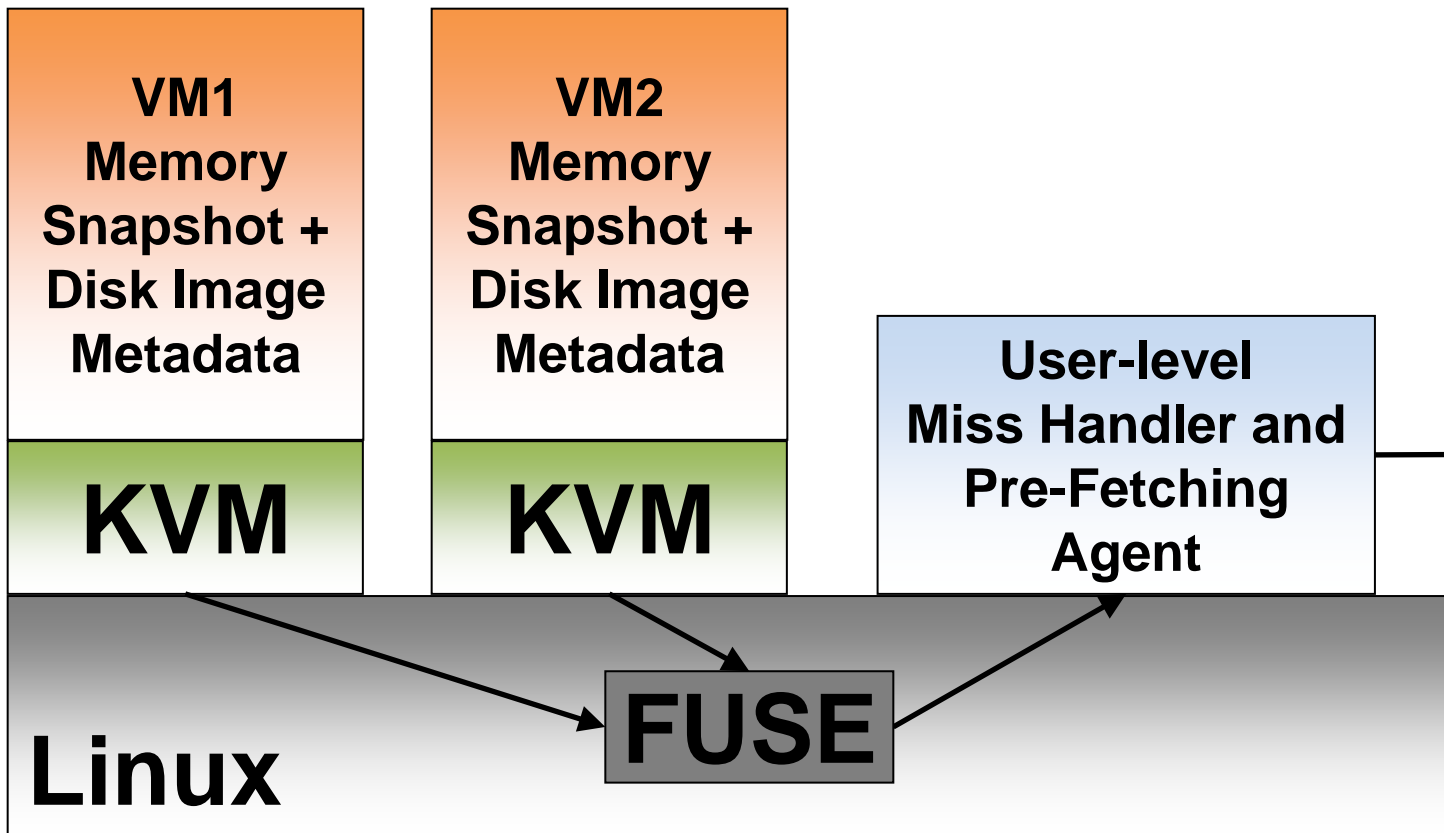 VM1
Memory
Snapshot +
Disk Image
Metadata
KVM
VM2
Memory
Snapshot +
Disk Image
Metadata
KVM
User-level
Miss Handler and
Pre-Fetching
Agent
FUSE
Linux